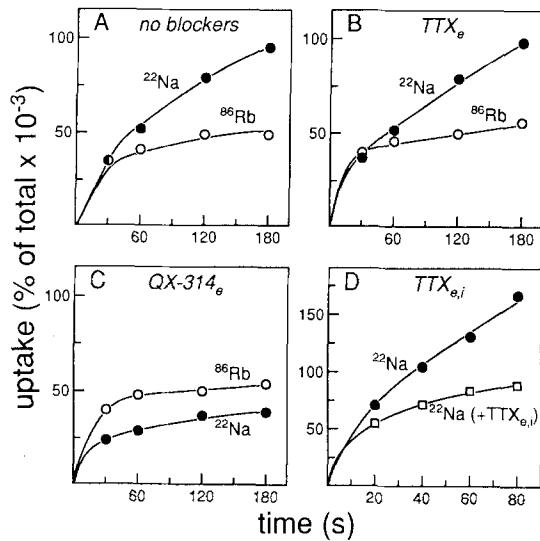 uptake (% of total x 10⁻³)
A no blockers
100
50
60 120 180
²²Na
⁸⁶Rb
B TTXₑ
100
50
60 120 180
²²Na
⁸⁶Rb
C QX-314ₑ
100
50
60 120 180
⁸⁶Rb
²²Na
D TTXₑ,ᵢ
150
100
50
20 40 60 80
²²Na
²²Na (+TTXₑ,ᵢ)
time (s)